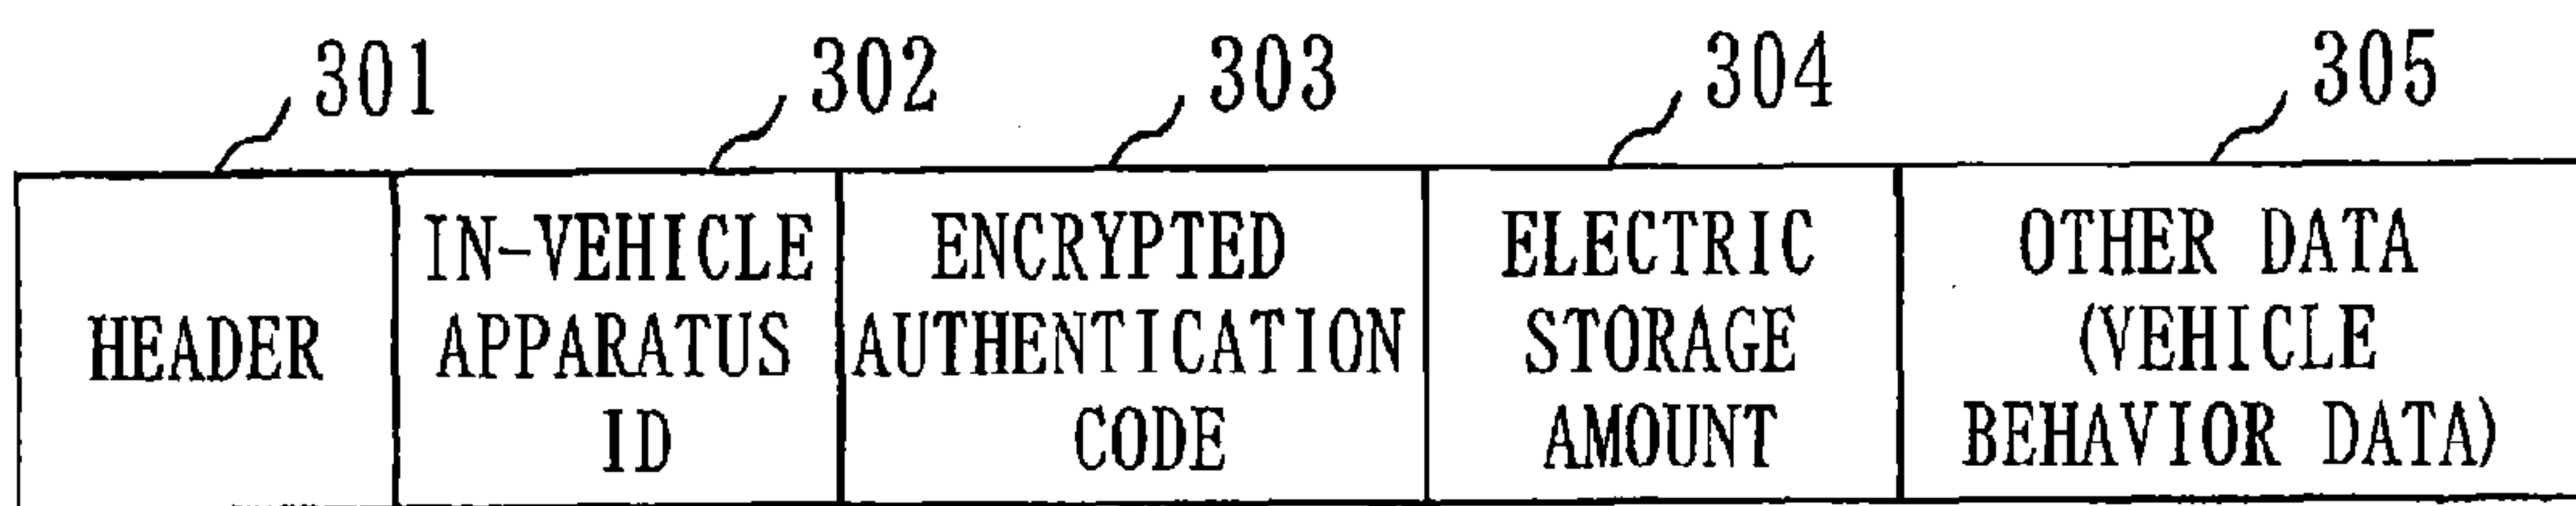 301 302 303 304 305
HEADER
IN-VEHICLE
APPARATUS
ID
ENCRYPTED
AUTHENTICATION
CODE
ELECTRIC
STORAGE
AMOUNT
OTHER DATA
(VEHICLE
BEHAVIOR DATA)